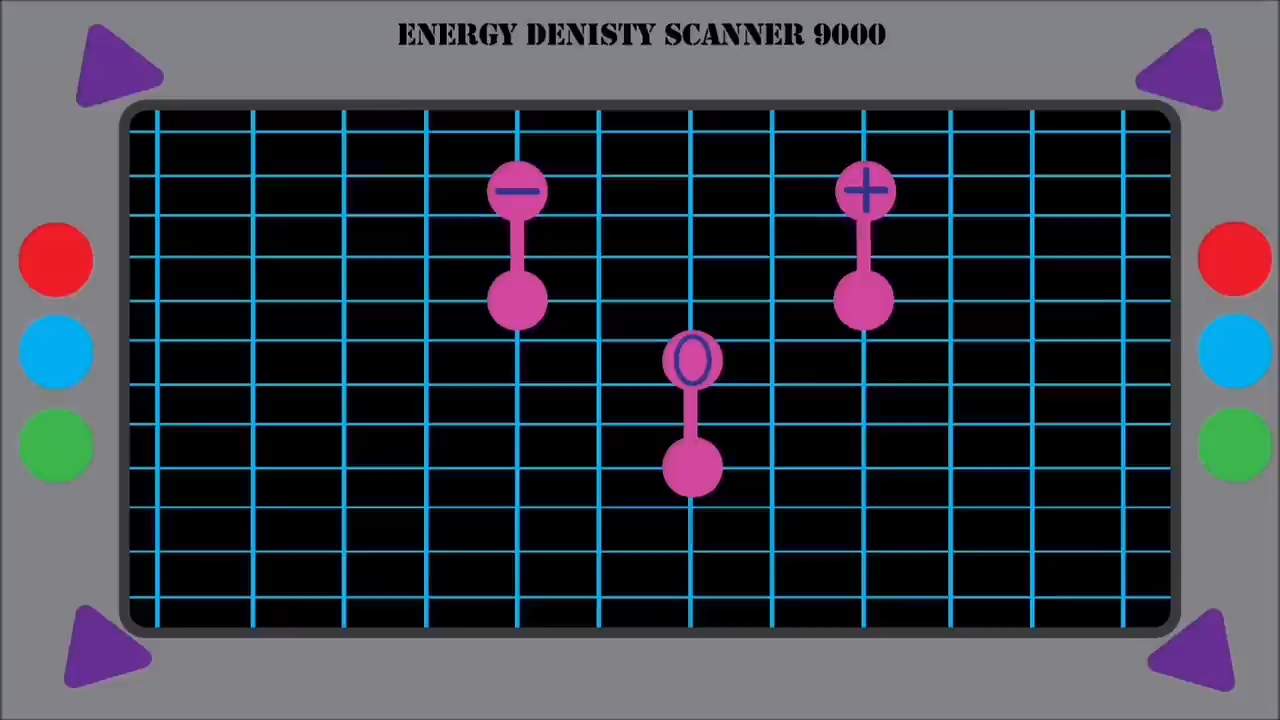 ENERGY DENISTY SCANNER 9000
− +
0